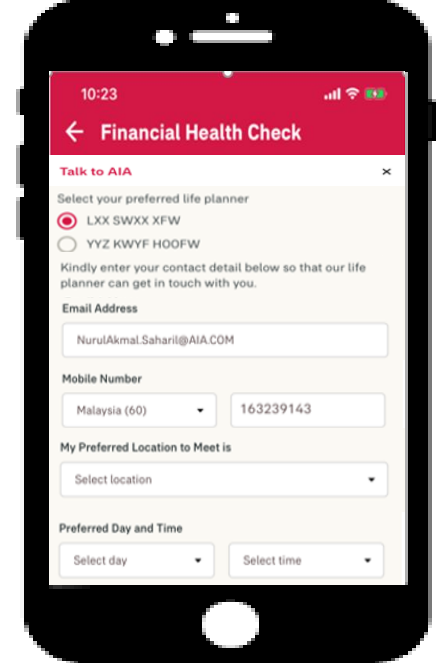 10:23
Financial Health Check
Talk to AIA ×
Select your preferred life planner
LXX SWXX XFW
YYZ KWYF HOOFW
Kindly enter your contact detail below so that our life
planner can get in touch with you.
Email Address
NurulAkmal.Saharil@AIA.COM
Mobile Number
Malaysia (60) 163239143
My Preferred Location to Meet is
Select location
Preferred Day and Time
Select day Select time